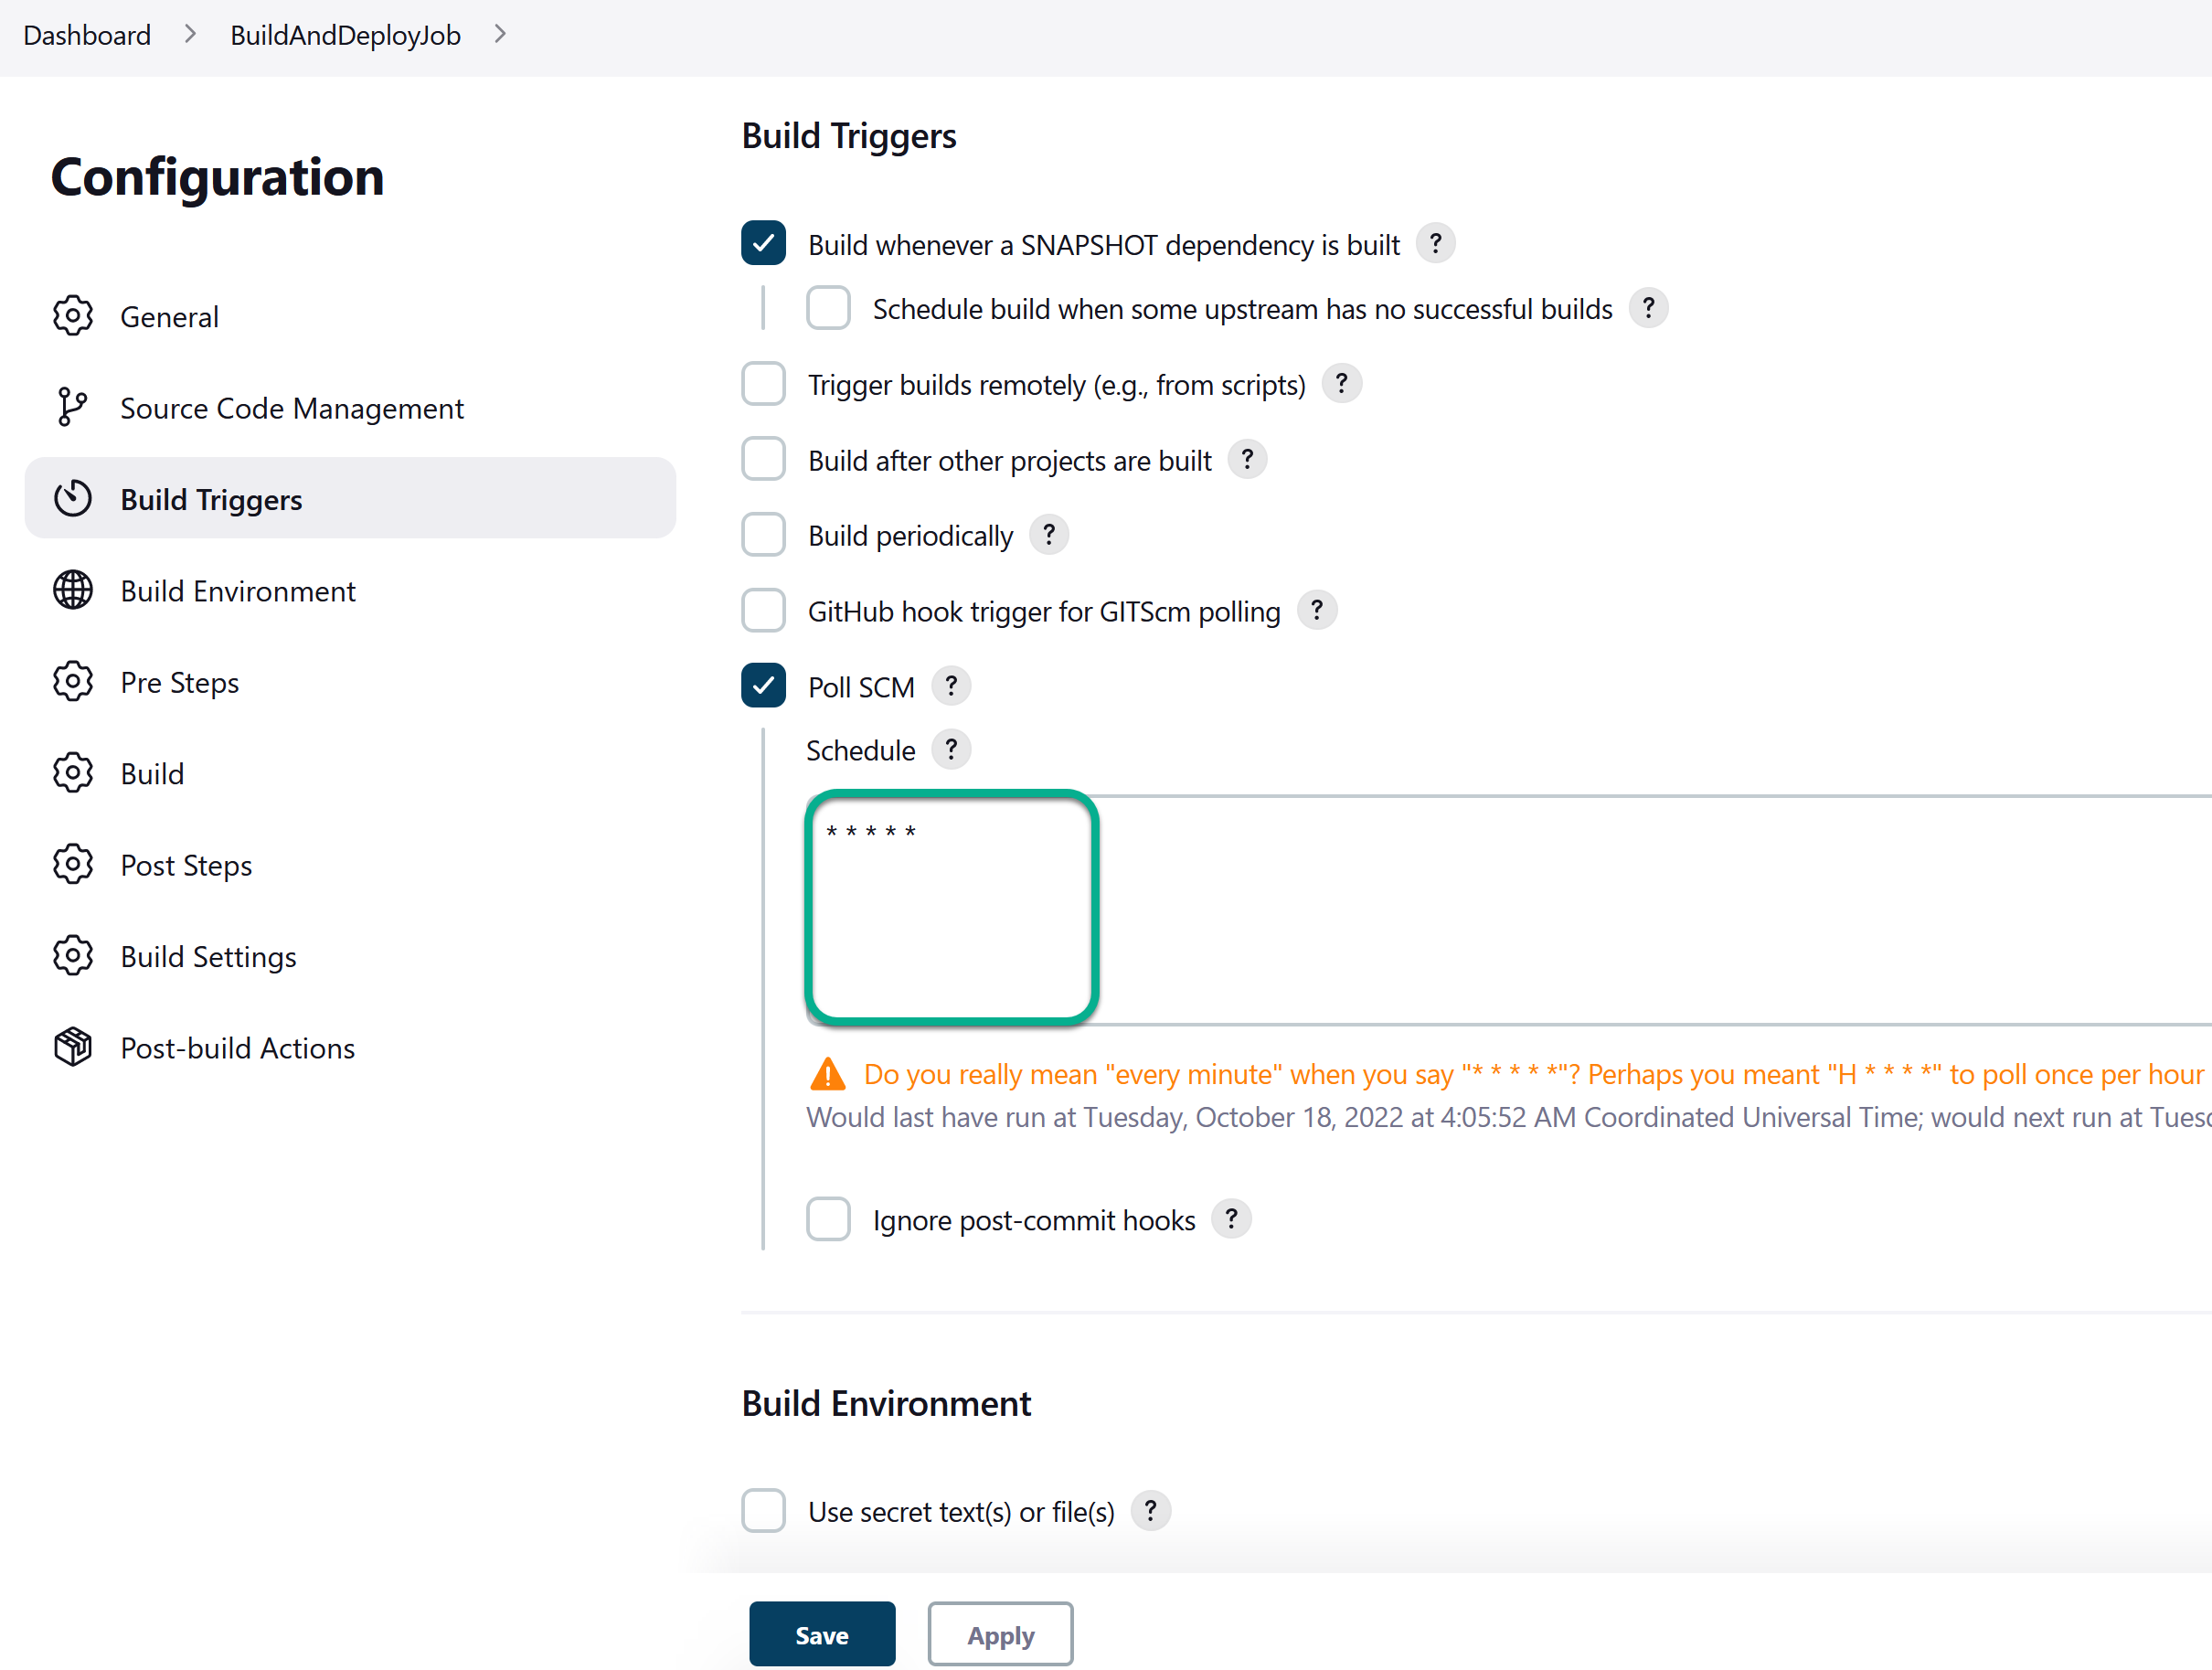 Dashboard > BuildAndDeployJob >
Configuration
General
Source Code Management
Build Triggers
Build Environment
Pre Steps
Build
Post Steps
Build Settings
Post-build Actions
Build Triggers
Build whenever a SNAPSHOT dependency is built ?
Schedule build when some upstream has no successful builds ?
Trigger builds remotely (e.g., from scripts) ?
Build after other projects are built ?
Build periodically ?
GitHub hook trigger for GITScm polling ?
Poll SCM ?
Schedule ?
* * * * *
Do you really mean "every minute" when you say "* * * * *"? Perhaps you meant "H * * * *" to poll once per hour
Would last have run at Tuesday, October 18, 2022 at 4:05:52 AM Coordinated Universal Time; would next run at
Ignore post-commit hooks ?
Build Environment
Use secret text(s) or file(s) ?
Save
Apply